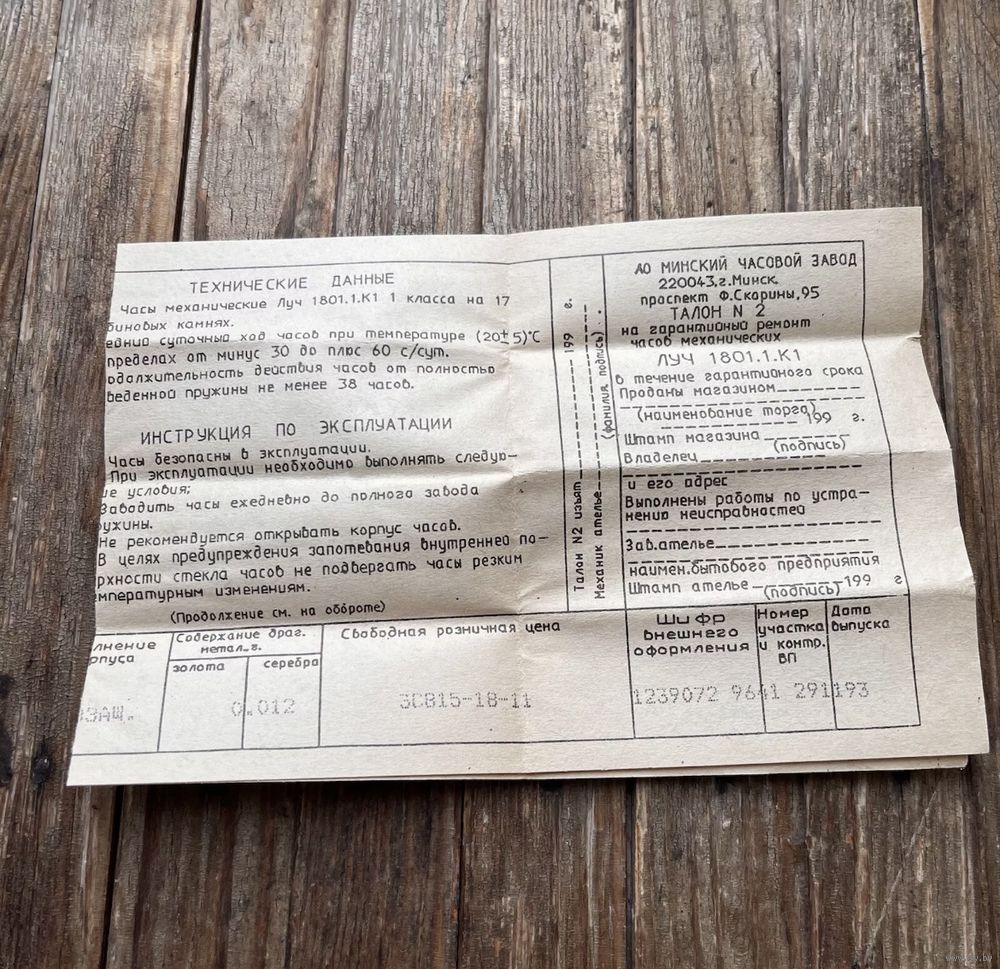 ТЕХНИЧЕСКИЕ ДАННЫЕ
Часы механические Луч 1801.1.К1 1 класса на 17
биновых камнях.
едний суточный ход часов при температуре (20±5)°С
пределах от минус 30 до плюс 60 с/сут.
одолжительность действия часов от полностью
веденной пружины не менее 38 часов.
ИНСТРУКЦИЯ ПО ЭКСПЛУАТАЦИИ
Часы безопасны в эксплуатации.
При эксплуатации необходимо выполнять следую-
ие условия;
Заводить часы ежедневно до полного завода
ружины.
Не рекомендуется открывать корпус часов.
В целях предупреждения запотевания внутренней по-
рхности стекла часов не подвергать часы резким
мпературным изменениям.
(Продолжение см. на обороте)
Талон N2 изъят 199 г.
Механик ателье
(фамилия подпись)
АО МИНСКИЙ ЧАСОВОЙ ЗАВОД
220043,г.Минск
проспект Ф.Скорины,95
ТАЛОН N 2
на гарантийный ремонт
часов механических
ЛУЧ 1801.1.К1
в течение гарантийного срока
Проданы магазином
(наименование торга)
199 г.
Штамп магазина
(подпись)
Владелец
и его адрес
Выполнены работы по устра-
нению неисправностей
Зав.ателье
наимен.бытового предприятия
Штамп ателье 199 г
(подпись)
лнение
рпуса
Содержание драг.
метал. г.
золота серебра
Свободная розничная цена
Шифр
внешнего
оформления
Номер
участка
и контр.
ВП
Дата
выпуска
ЗАЩ. 0.012 3СВ15-18-11 1239072 9641 291193